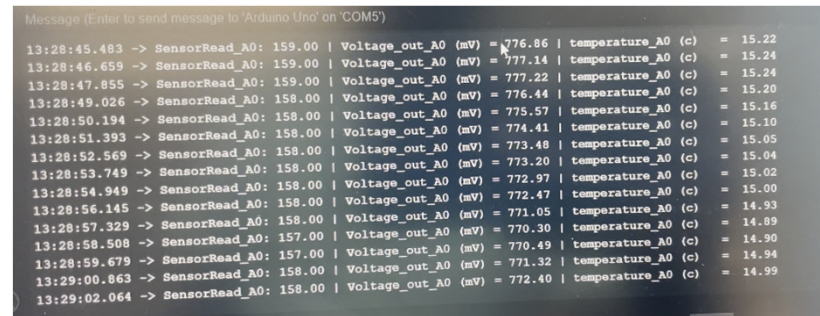 Message (Enter to send message to 'Arduino Uno' on 'COM5')
13:28:45.483 -> SensorRead_A0: 159.00 | Voltage_out_A0 (mV) = 776.86 | temperature_A0 (c) = 15.22
13:28:46.659 -> SensorRead_A0: 159.00 | Voltage_out_A0 (mV) = 777.14 | temperature_A0 (c) = 15.24
13:28:47.855 -> SensorRead_A0: 159.00 | Voltage_out_A0 (mV) = 777.22 | temperature_A0 (c) = 15.24
13:28:49.026 -> SensorRead_A0: 158.00 | Voltage_out_A0 (mV) = 776.44 | temperature_A0 (c) = 15.20
13:28:50.194 -> SensorRead_A0: 158.00 | Voltage_out_A0 (mV) = 775.57 | temperature_A0 (c) = 15.16
13:28:51.393 -> SensorRead_A0: 158.00 | Voltage_out_A0 (mV) = 774.41 | temperature_A0 (c) = 15.10
13:28:52.569 -> SensorRead_A0: 158.00 | Voltage_out_A0 (mV) = 773.48 | temperature_A0 (c) = 15.05
13:28:53.749 -> SensorRead_A0: 158.00 | Voltage_out_A0 (mV) = 773.20 | temperature_A0 (c) = 15.04
13:28:54.949 -> SensorRead_A0: 158.00 | Voltage_out_A0 (mV) = 772.97 | temperature_A0 (c) = 15.02
13:28:56.145 -> SensorRead_A0: 158.00 | Voltage_out_A0 (mV) = 772.47 | temperature_A0 (c) = 15.00
13:28:57.329 -> SensorRead_A0: 158.00 | Voltage_out_A0 (mV) = 771.05 | temperature_A0 (c) = 14.93
13:28:58.508 -> SensorRead_A0: 157.00 | Voltage_out_A0 (mV) = 770.30 | temperature_A0 (c) = 14.89
13:28:59.679 -> SensorRead_A0: 157.00 | Voltage_out_A0 (mV) = 770.49 | temperature_A0 (c) = 14.90
13:29:00.863 -> SensorRead_A0: 158.00 | Voltage_out_A0 (mV) = 771.32 | temperature_A0 (c) = 14.94
13:29:02.064 -> SensorRead_A0: 158.00 | Voltage_out_A0 (mV) = 772.40 | temperature_A0 (c) = 14.99